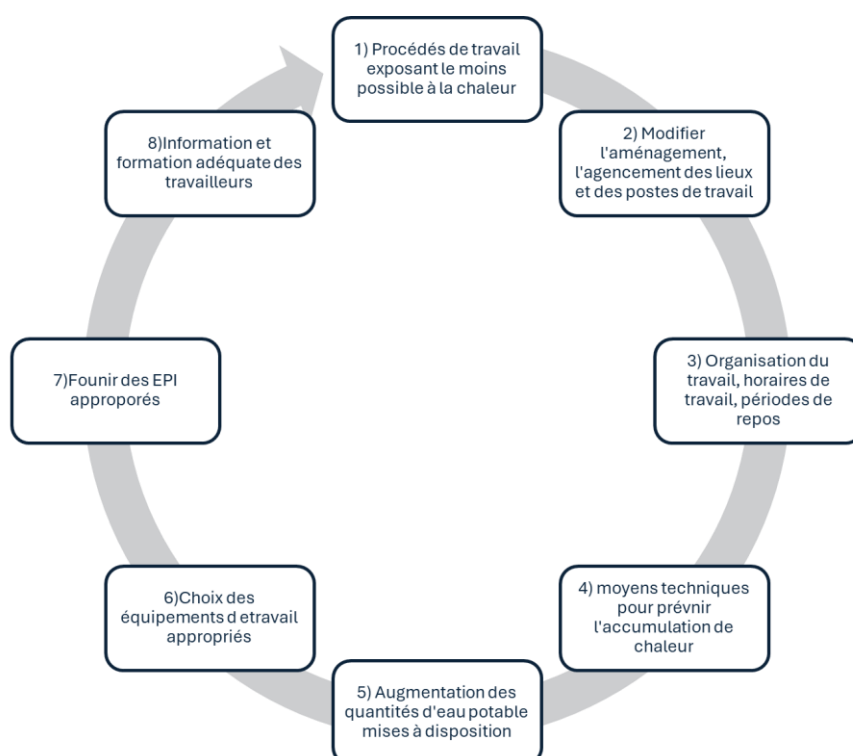 1) Procédés de travail
exposant le moins
possible à la chaleur
2) Modifier
l'aménagement,
l'agencement des lieux
et des postes de travail
3) Organisation du
travail, horaires de
travail, périodes de
repos
4) moyens techniques
pour prévnir
l'accumulation de
chaleur
5) Augmentation des
quantités d'eau potable
mises à disposition
6)Choix des
équipements d etravail
appropriés
7)Founir des EPI
approporés
8)Information et
formation adéquate des
travailleurs